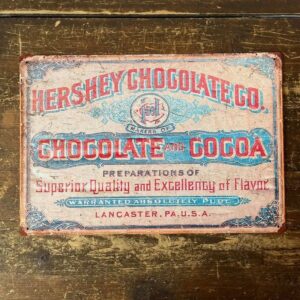 HERSHEY CHOCOLATE CO.
MAKERS OF
CHOCOLATE AND COCOA
PREPARATIONS OF
Superior Quality and Excellency of Flavor
WARRANTED ABSOLUTELY PURE
LANCASTER, PA. U.S.A.